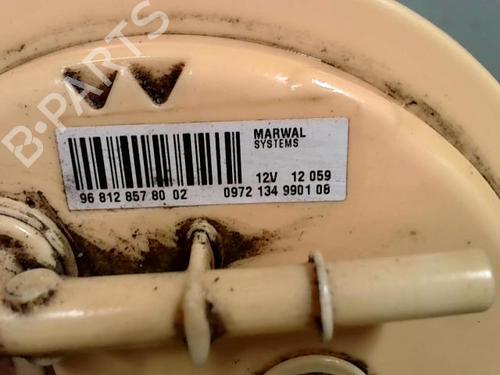 B-PARTS
MARWAL
SYSTEMS
12V 12 059
96 812 857 80 02 0972 134 9901 08